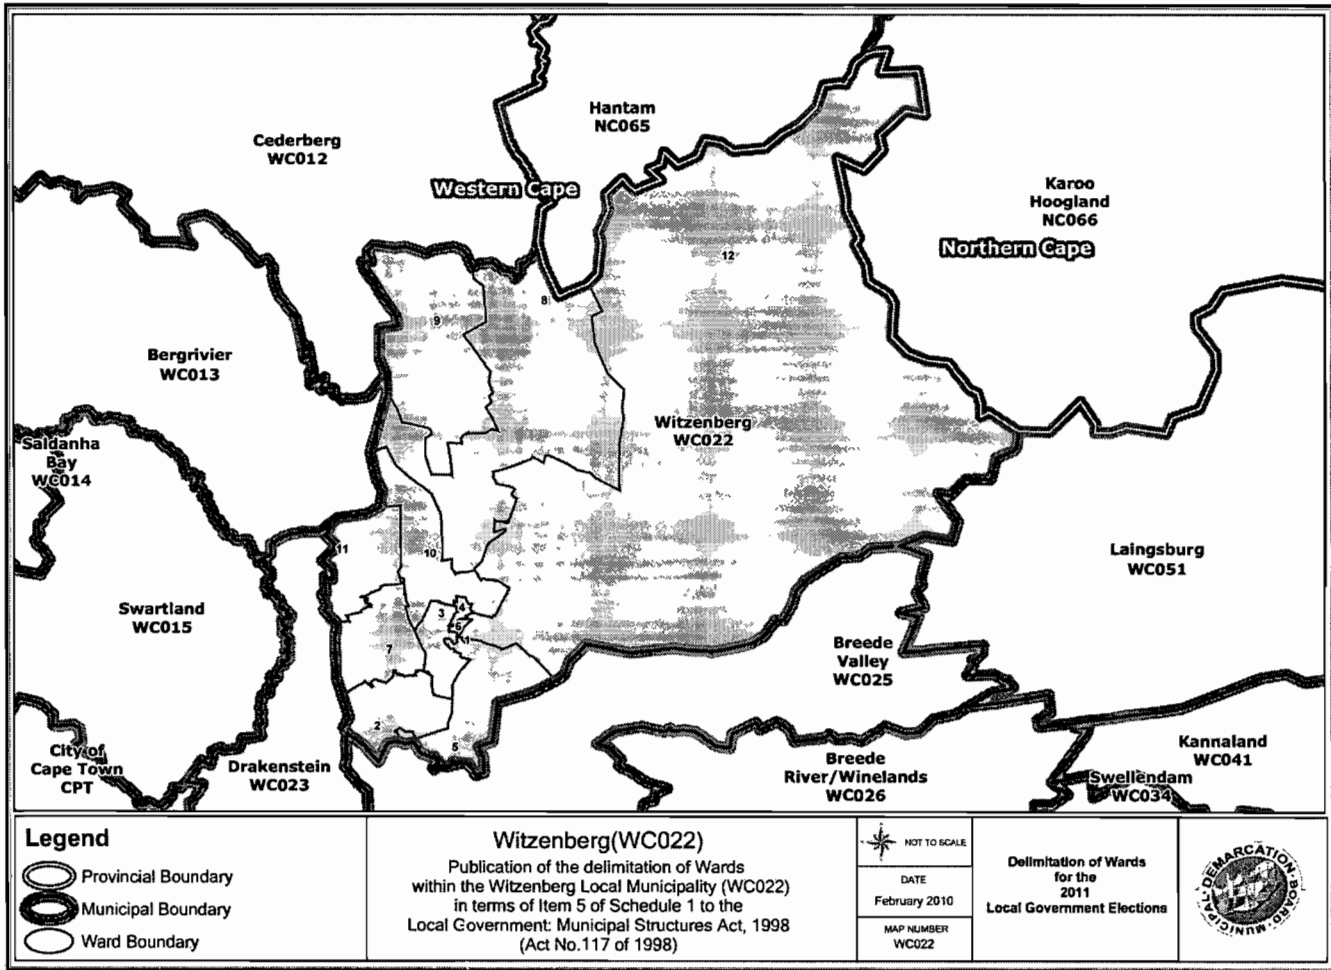 Hantam
NC065
Cederberg
WC012
Western Cape
Karoo
Hoogland
NC066
Northern Cape
12
8
9
Bergrivier
WC013
Witzenberg
WC022
Saldanha
Bay
WC014
11
10
Laingsburg
WC051
Swartland
WC015
4
3
6
1
7
Breede
Valley
WC025
2
5
City of
Cape Town
CPT
Drakenstein
WC023
Breede
River/Winelands
WC026
Kannaland
WC041
Swellendam
WC034
Legend
Provincial Boundary
Municipal Boundary
Ward Boundary
Witzenberg(WC022)
Publication of the delimitation of Wards
within the Witzenberg Local Municipality (WC022)
in terms of Item 5 of Schedule 1 to the
Local Government: Municipal Structures Act, 1998
(Act No.117 of 1998)
NOT TO SCALE
DATE
February 2010
MAP NUMBER
WC022
Delimitation of Wards
for the
2011
Local Government Elections
MUNICIPAL DEMARCATION BOARD